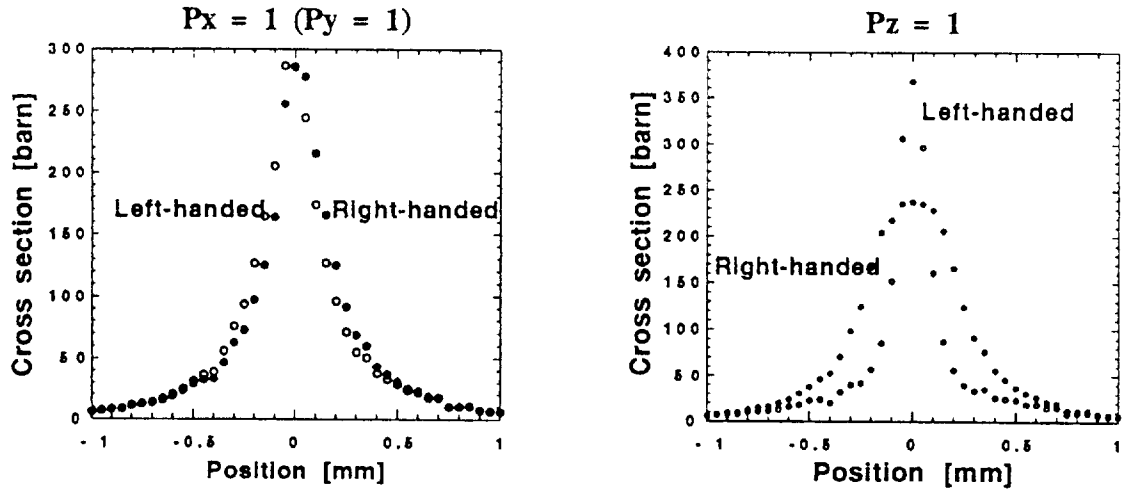 Px = 1 (Py = 1)
300
250
200
150
100
50
0
Cross section [barn]
Left-handed
Right-handed
-1
-0.5
0
0.5
1
Position [mm]
Pz = 1
400
350
300
250
200
150
100
50
0
Cross section [barn]
Left-handed
Right-handed
-1
-0.5
0
0.5
1
Position [mm]